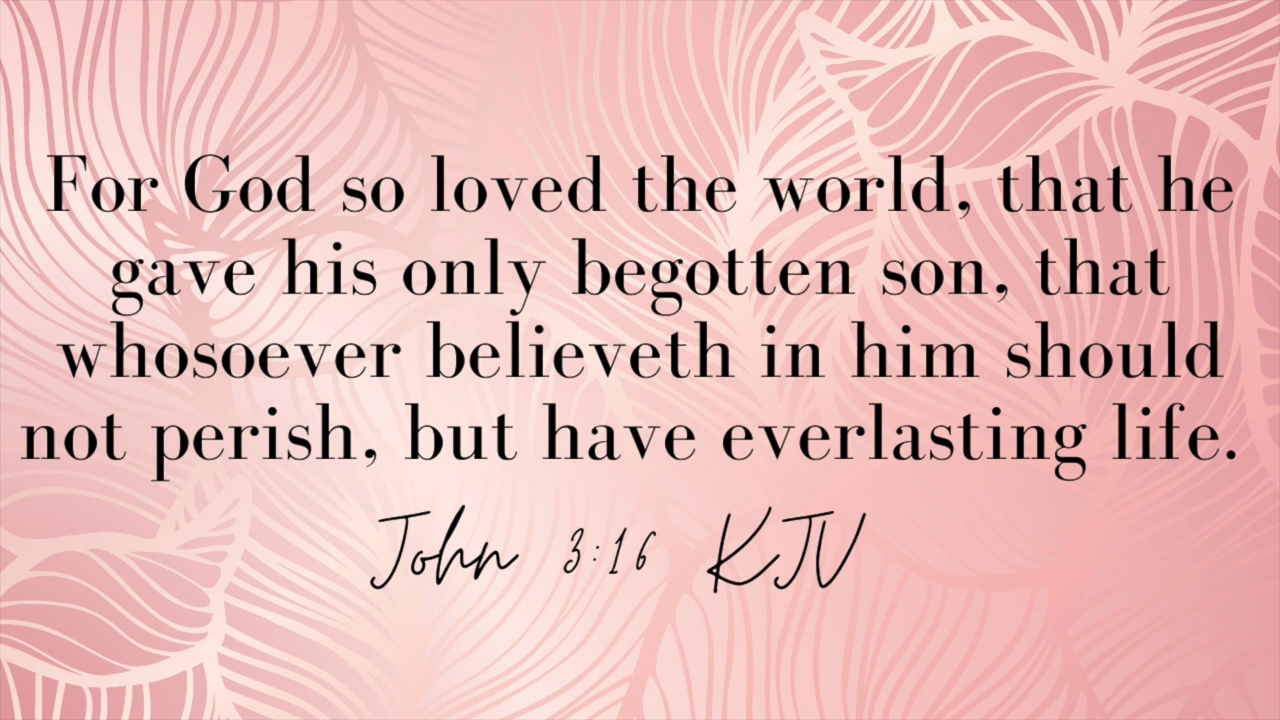 For God so loved the world, that he
gave his only begotten son, that
whosoever believeth in him should
not perish, but have everlasting life.
John 3:16 KJV